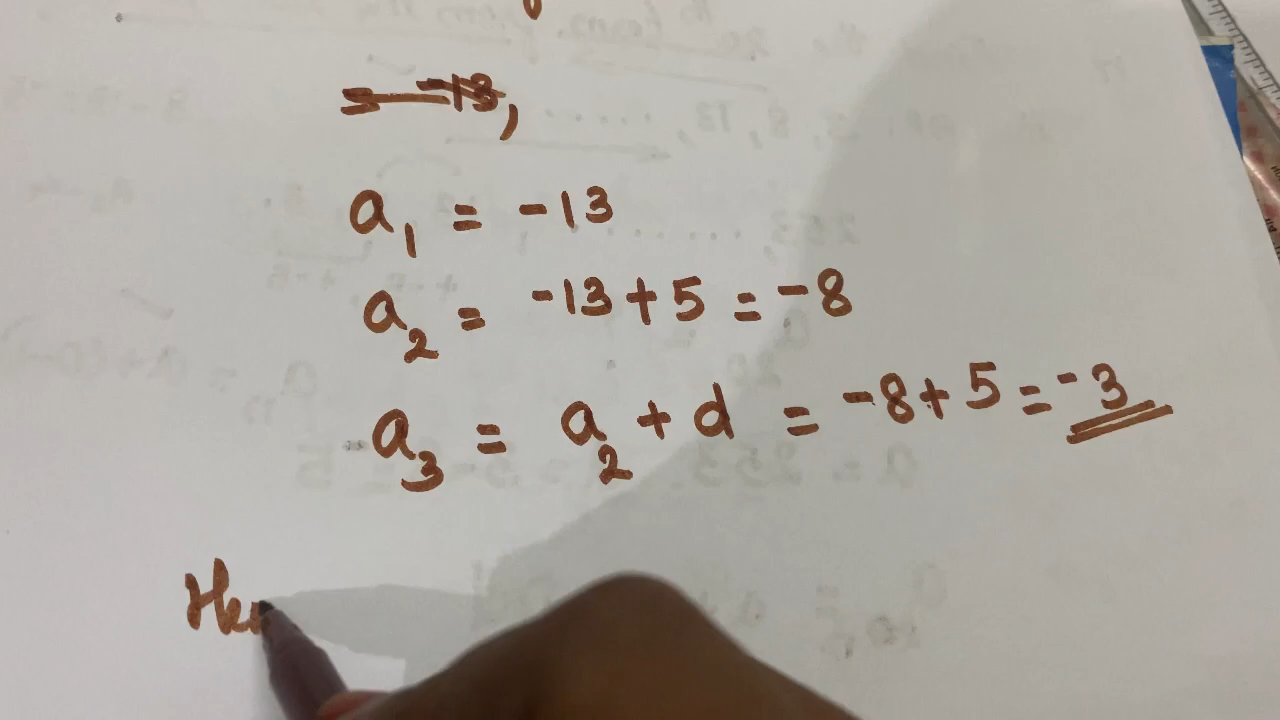 = -13,
a₁ = -13
a₂ = -13 + 5 = -8
a₃ = a₂ + d = -8 + 5 = -3